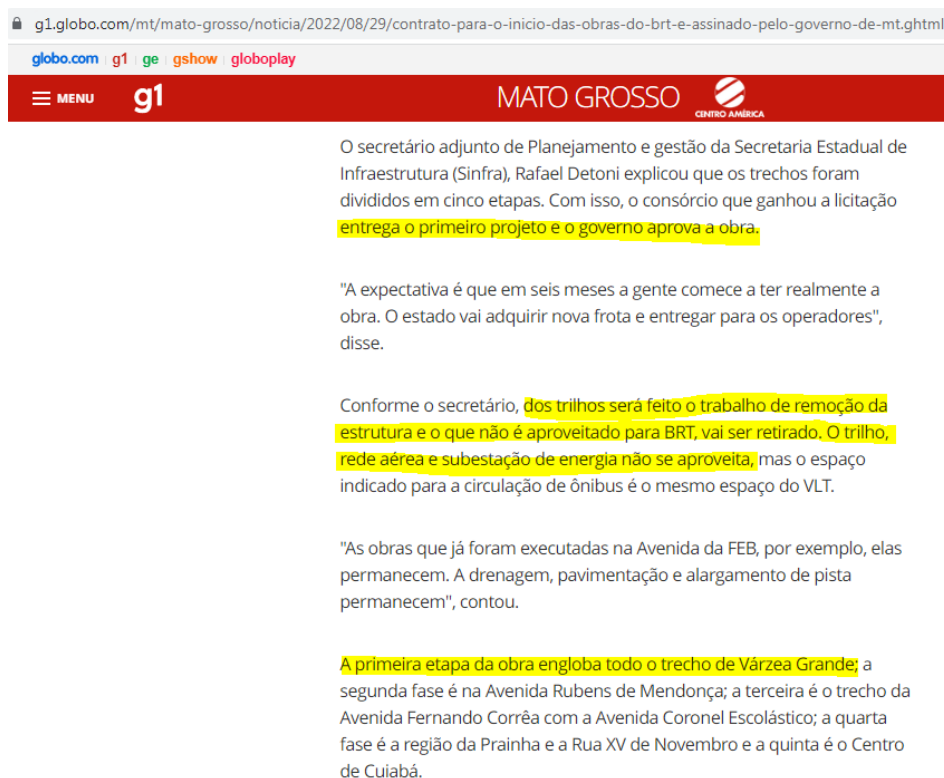 g1.globo.com/mt/mato-grosso/noticia/2022/08/29/contrato-para-o-inicio-das-obras-do-brt-e-assinado-pelo-governo-de-mt.ghtml
globo.com g1 ge gshow globoplay
MENU g1 MATO GROSSO CENTRO AMÉRICA
O secretário adjunto de Planejamento e gestão da Secretaria Estadual de
Infraestrutura (Sinfra), Rafael Detoni explicou que os trechos foram
divididos em cinco etapas. Com isso, o consórcio que ganhou a licitação
entrega o primeiro projeto e o governo aprova a obra.
"A expectativa é que em seis meses a gente comece a ter realmente a
obra. O estado vai adquirir nova frota e entregar para os operadores",
disse.
Conforme o secretário, dos trilhos será feito o trabalho de remoção da
estrutura e o que não é aproveitado para BRT, vai ser retirado. O trilho,
rede aérea e subestação de energia não se aproveita, mas o espaço
indicado para a circulação de ônibus é o mesmo espaço do VLT.
"As obras que já foram executadas na Avenida da FEB, por exemplo, elas
permanecem. A drenagem, pavimentação e alargamento de pista
permanecem", contou.
A primeira etapa da obra engloba todo o trecho de Várzea Grande; a
segunda fase é na Avenida Rubens de Mendonça; a terceira é o trecho da
Avenida Fernando Corrêa com a Avenida Coronel Escolástico; a quarta
fase é a região da Prainha e a Rua XV de Novembro e a quinta é o Centro
de Cuiabá.